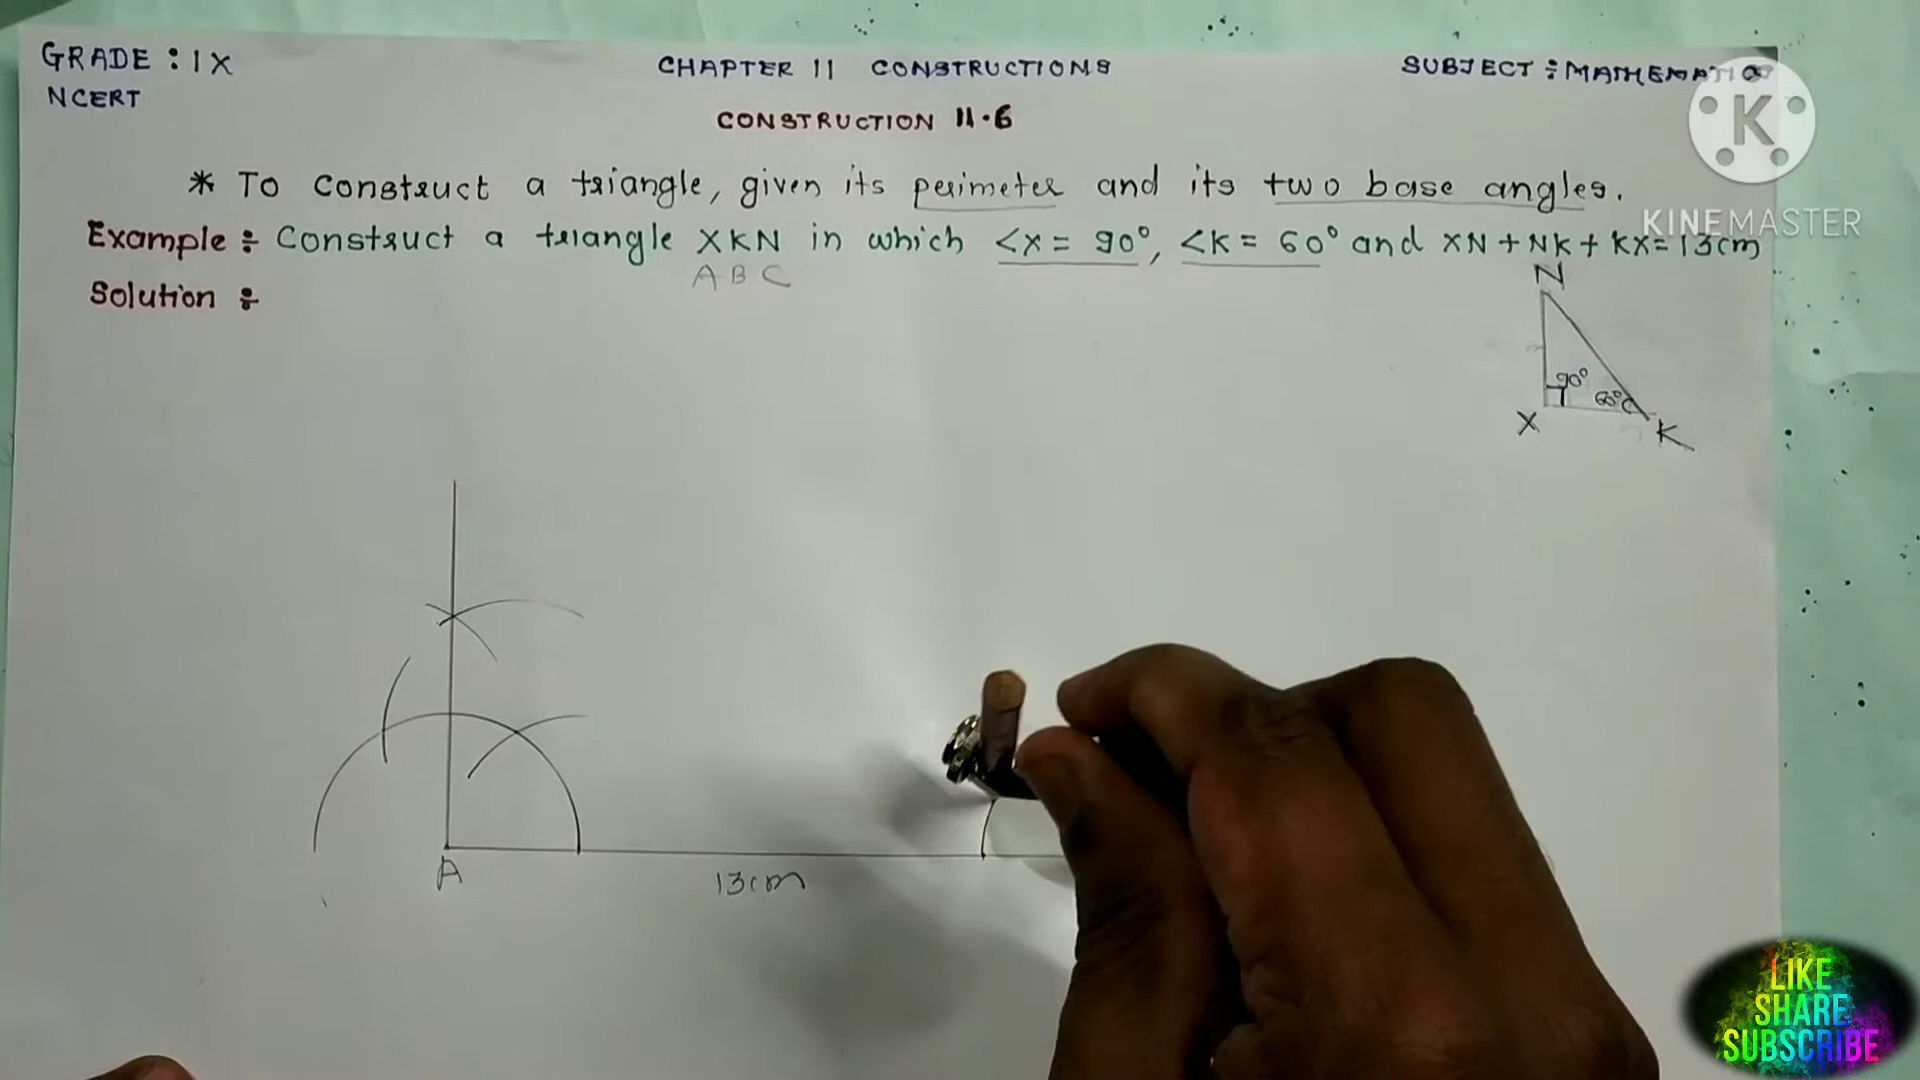 GRADE : IX
CHAPTER 11 CONSTRUCTIONS
SUBJECT : MATHEMATICS
NCERT
CONSTRUCTION 11.6
K
* To construct a triangle, given its perimeter and its two base angles.
KINEMASTER
Example : Construct a triangle XKN in which <X = 90°, <K = 60° and XN + NK + KX = 13cm
A B C
Solution :
N
90°
60°
X
K
A
13cm
LIKE
SHARE
SUBSCRIBE